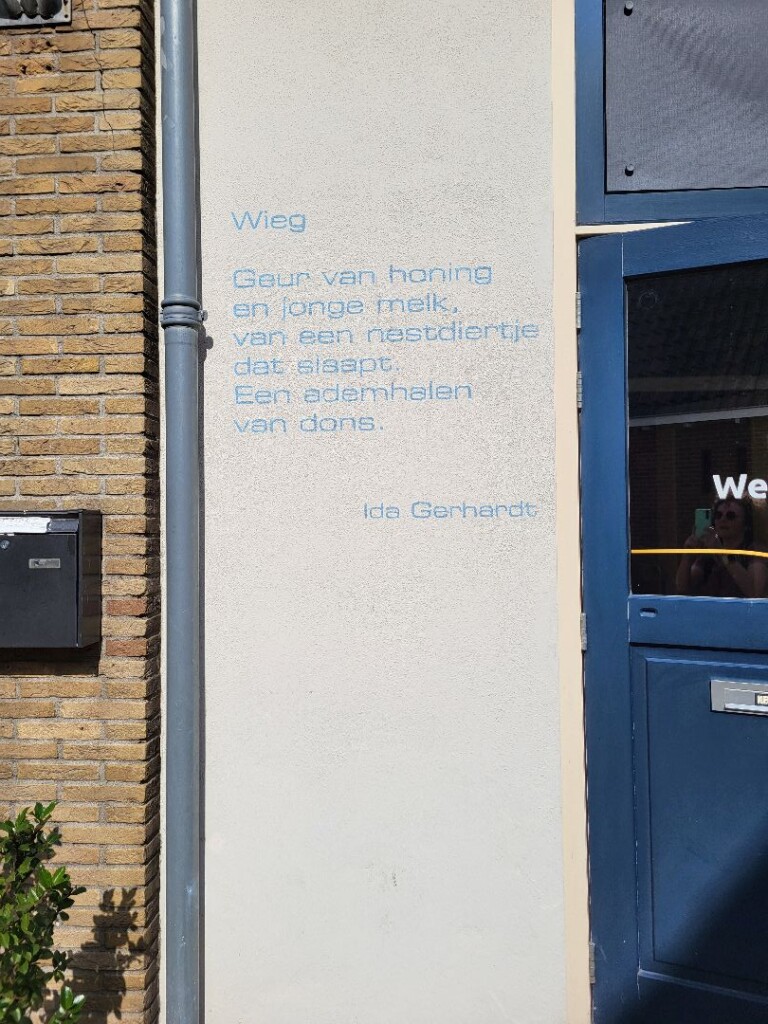 Wieg
Geur van honing
en jonge melk,
van een nestdiertje
dat slaapt.
Een ademhalen
van dons.
Ida Gerhardt
We